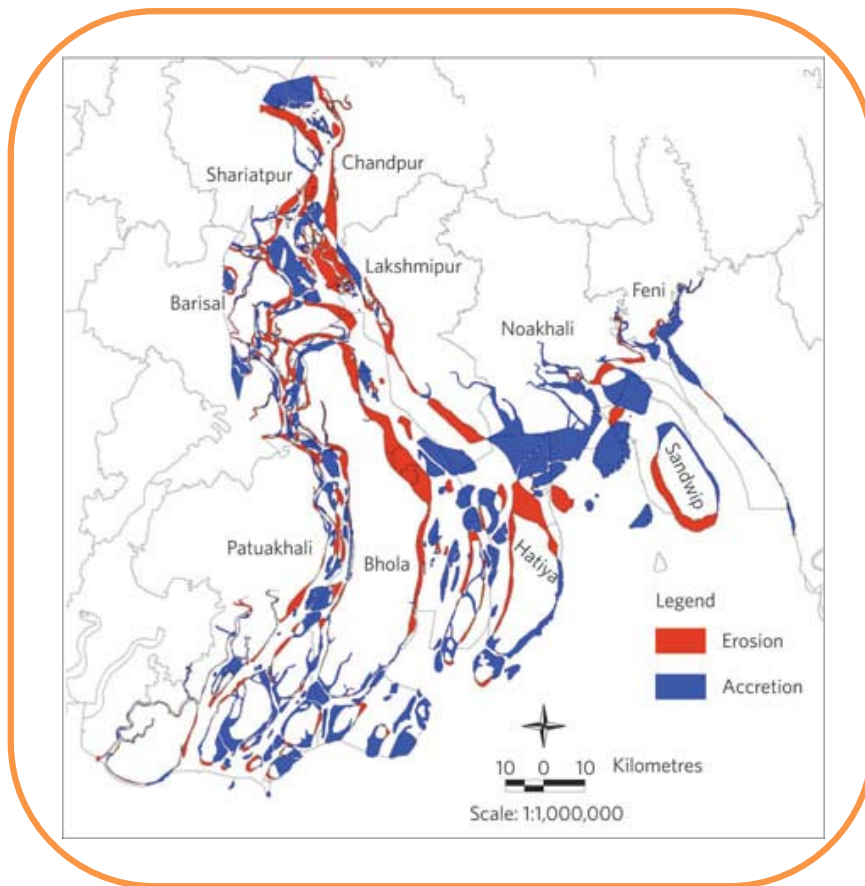 Chandpur
Shariatpur
Lakshmipur
Feni
Barisal
Noakhali
Sandwip
Patuakhali
Bhola
Hatiya
Legend
Erosion
Accretion
10 0 10 Kilometres
Scale: 1:1,000,000